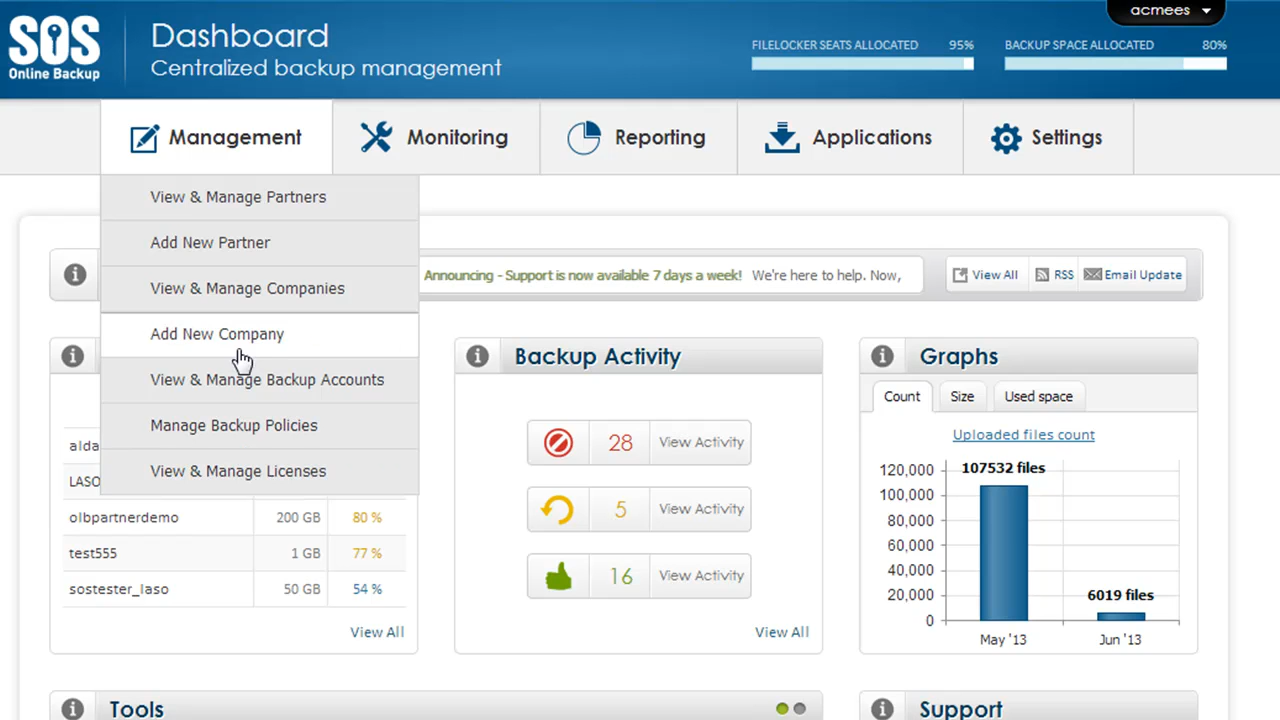 acmees
SOS
Online Backup
Dashboard
Centralized backup management
FILELOCKER SEATS ALLOCATED 95%
BACKUP SPACE ALLOCATED 80%
Management
Monitoring
Reporting
Applications
Settings
View & Manage Partners
Add New Partner
View & Manage Companies
Add New Company
View & Manage Backup Accounts
Manage Backup Policies
View & Manage Licenses
Announcing - Support is now available 7 days a week! We're here to help. Now,
View All
RSS
Email Update
alda
LASO
olbpartnerdemo 200 GB 80 %
test555 1 GB 77 %
sostester_laso 50 GB 54 %
View All
Backup Activity
28 View Activity
5 View Activity
16 View Activity
View All
Graphs
Count Size Used space
Uploaded files count
120,000
100,000
80,000
60,000
40,000
20,000
0
107532 files
6019 files
May '13 Jun '13
Tools
Support